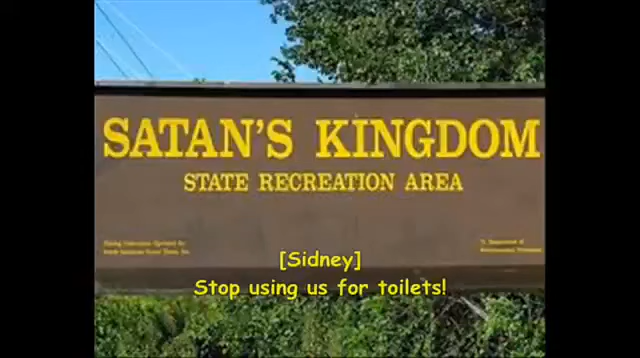 SATAN'S KINGDOM
STATE RECREATION AREA
[Sidney]
Stop using us for toilets!